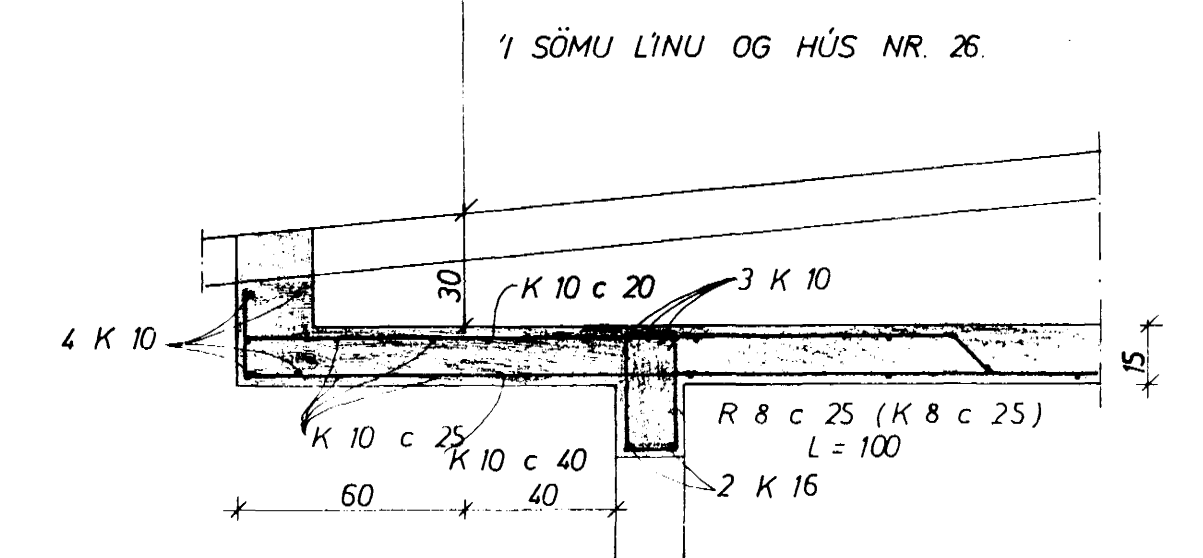 Í SÖMU LÍNU OG HÚS NR. 26.
30
K 10 c 20
3 K 10
4 K 10
15
K 10 c 25
R 8 c 25 (K 8 c 25)
L = 100
K 10 c 40
2 K 16
60
40